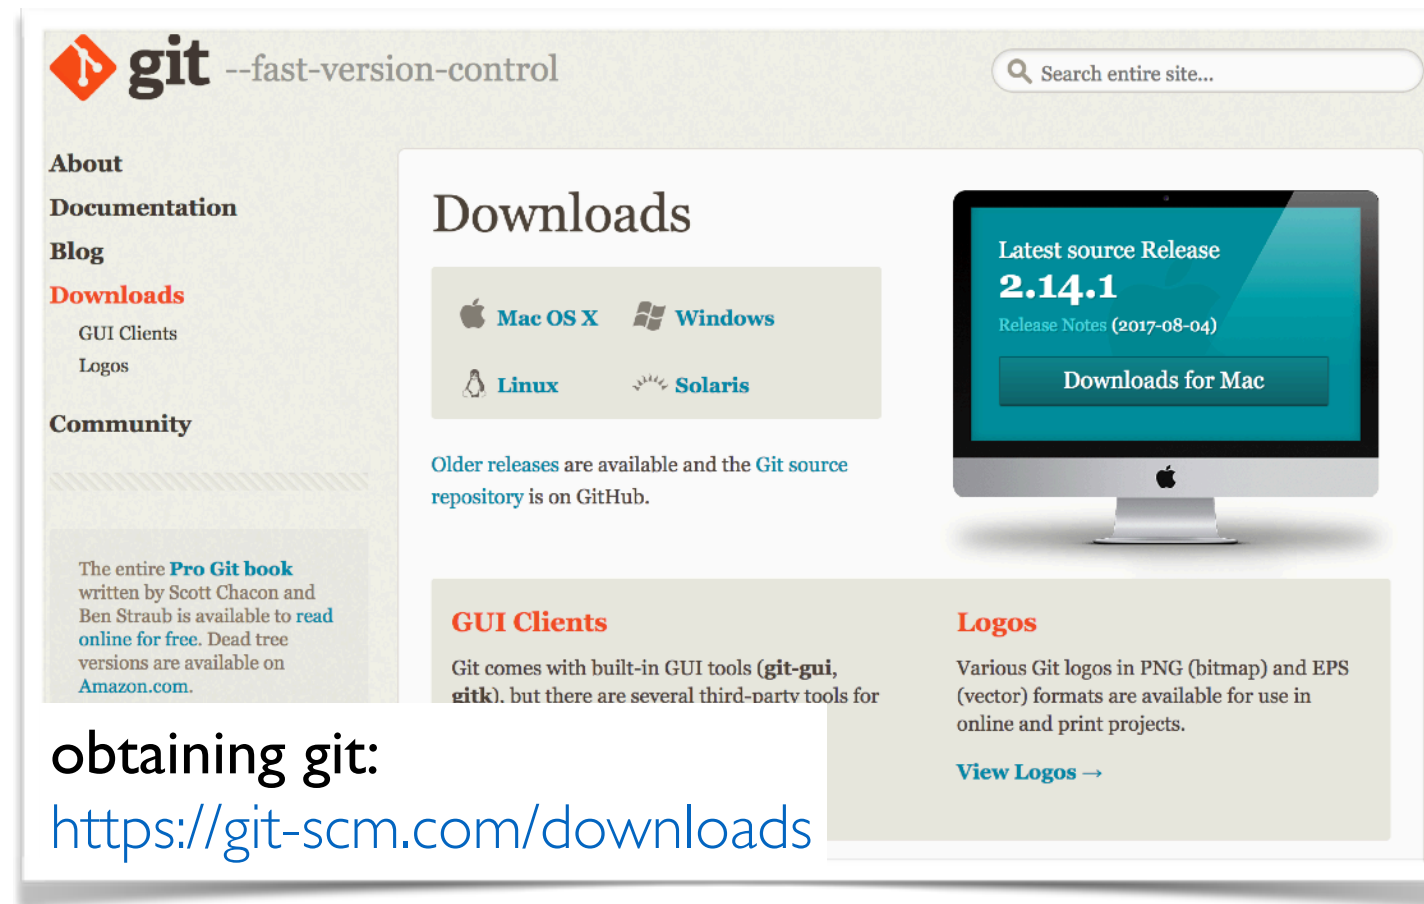 git --fast-version-control
Search entire site...
About
Documentation
Blog
Downloads
GUI Clients
Logos
Community
The entire Pro Git book
written by Scott Chacon and
Ben Straub is available to read
online for free. Dead tree
versions are available on
Amazon.com.
Downloads
Mac OS X
Windows
Linux
Solaris
Older releases are available and the Git source
repository is on GitHub.
Latest source Release
2.14.1
Release Notes (2017-08-04)
Downloads for Mac
GUI Clients
Git comes with built-in GUI tools (git-gui,
gitk), but there are several third-party tools for
Logos
Various Git logos in PNG (bitmap) and EPS
(vector) formats are available for use in
online and print projects.
View Logos →
obtaining git:
https://git-scm.com/downloads